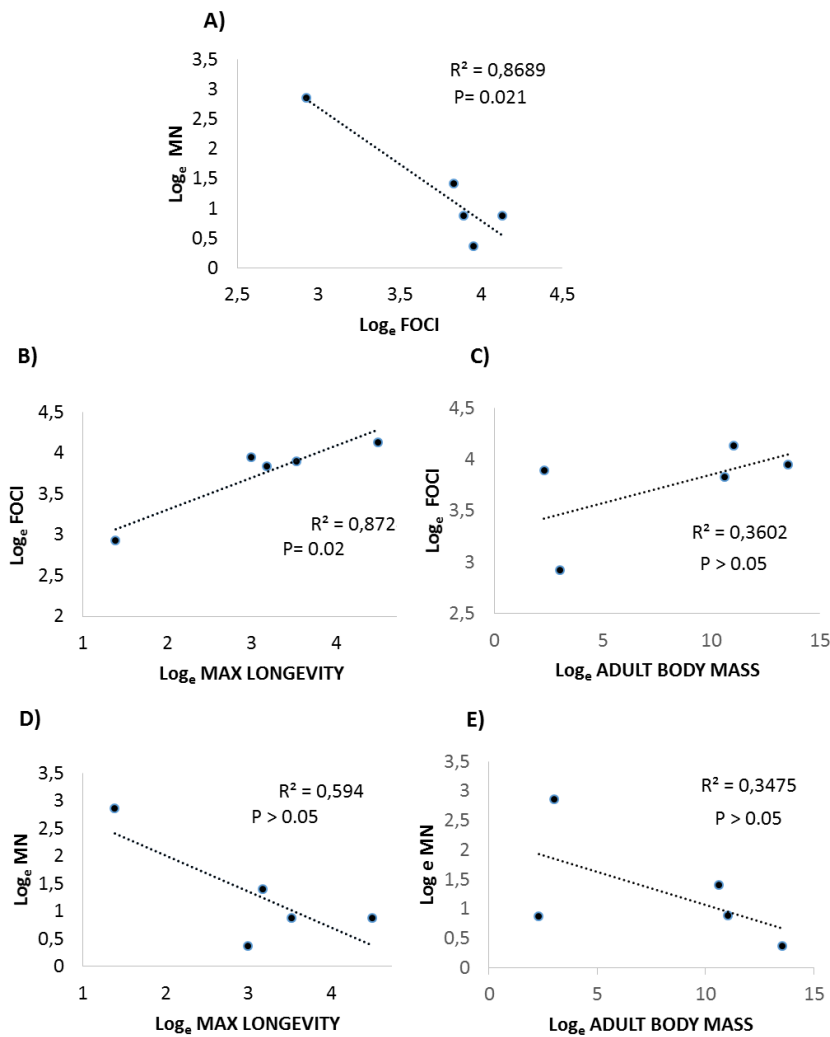 A)
R² = 0,8689
P= 0.021
Logₑ MN
3,5
3
2,5
2
1,5
1
0,5
0
2,5 3 3,5 4 4,5
Logₑ FOCI
B)
R² = 0,872
P= 0.02
Logₑ FOCI
4,5
4
3,5
3
2,5
2
1 2 3 4
Logₑ MAX LONGEVITY
C)
R² = 0,3602
P > 0.05
Logₑ FOCI
4,5
4
3,5
3
2,5
0 5 10 15
Logₑ ADULT BODY MASS
D)
R² = 0,594
P > 0.05
Logₑ MN
3,5
3
2,5
2
1,5
1
0,5
0
1 2 3 4
Logₑ MAX LONGEVITY
E)
R² = 0,3475
P > 0.05
Log e MN
3,5
3
2,5
2
1,5
1
0,5
0
0 5 10 15
Logₑ ADULT BODY MASS